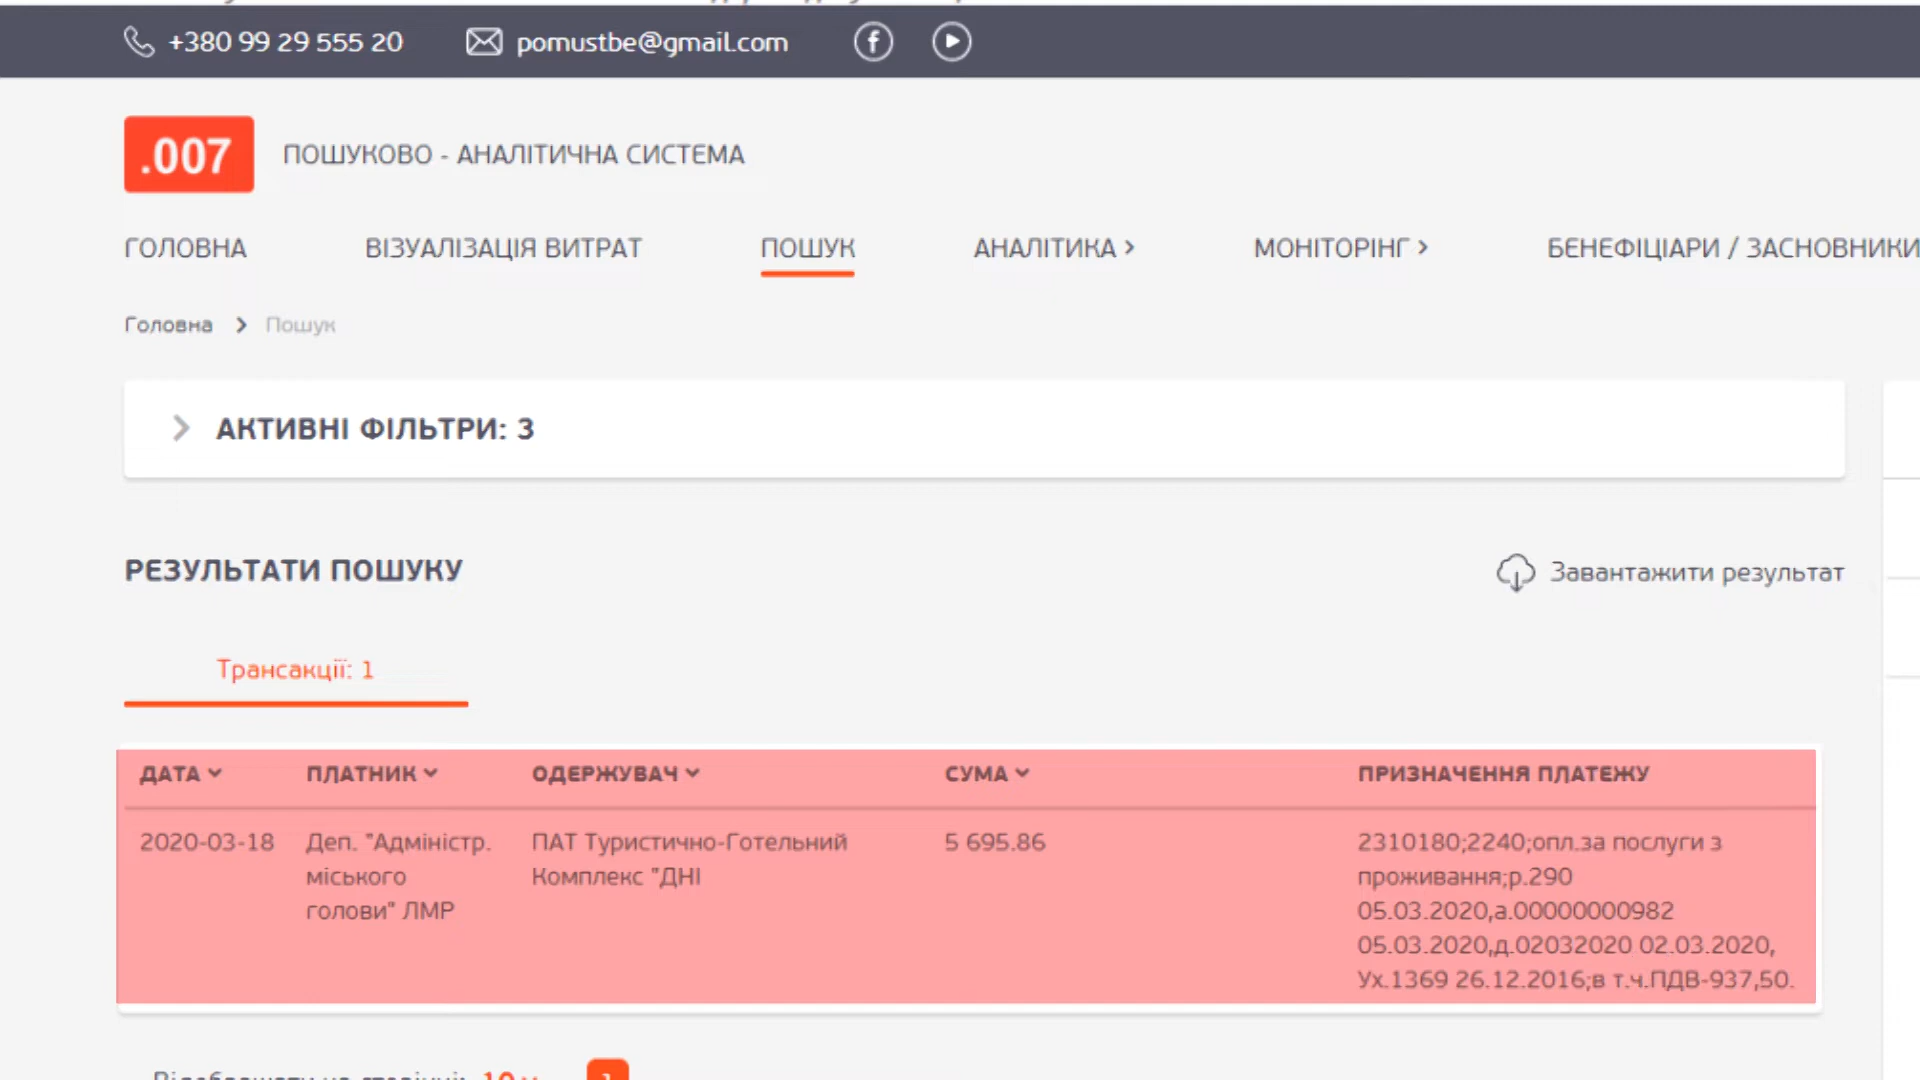 +380 99 29 555 20 pomustbe@gmail.com
.007 ПОШУКОВО - АНАЛІТИЧНА СИСТЕМА
ГОЛОВНА ВІЗУАЛІЗАЦІЯ ВИТРАТ ПОШУК АНАЛІТИКА МОНІТОРІНГ БЕНЕФІЦІАРИ / ЗАСНОВНИКИ
Головна Пошук
АКТИВНІ ФІЛЬТРИ: 3
РЕЗУЛЬТАТИ ПОШУКУ Завантажити результат
Трансакції: 1
ДАТА ПЛАТНИК ОДЕРЖУВАЧ СУМА ПРИЗНАЧЕННЯ ПЛАТЕЖУ
2020-03-18 Деп. "Адміністр. ПАТ Туристично-Готельний 5 695.86 2310180;2240;опл.за послуги з
міського Комплекс "ДНІ проживання;р.290
голови" ЛМР 05.03.2020,а.00000000982
05.03.2020,д.02032020 02.03.2020,
Ух.1369 26.12.2016;в т.ч.ПДВ-937,50.